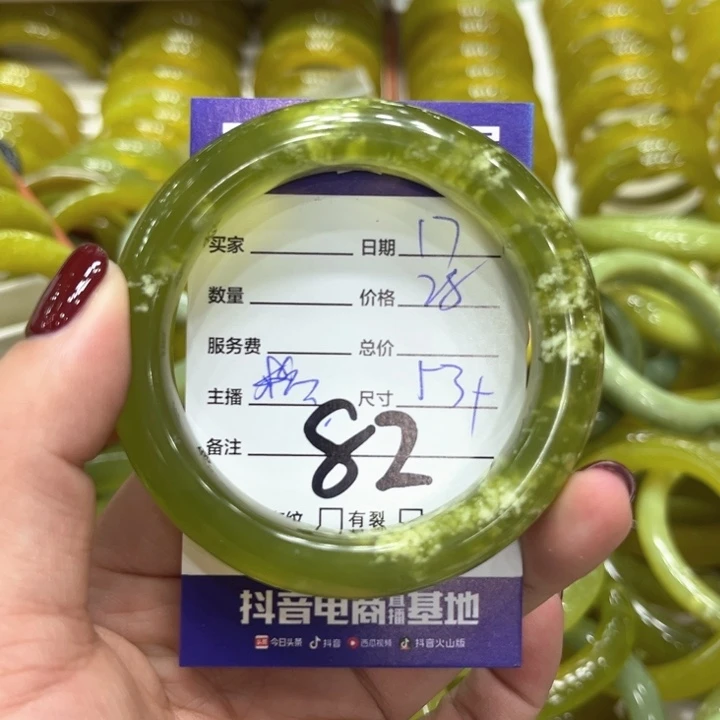 买家 日期 17
数量 价格 28
服务费 总价
主播 尺寸 53+
备注 82
纹 □ 有裂 □
抖音电商直播基地
今日头条 抖音 西瓜视频 抖音火山版